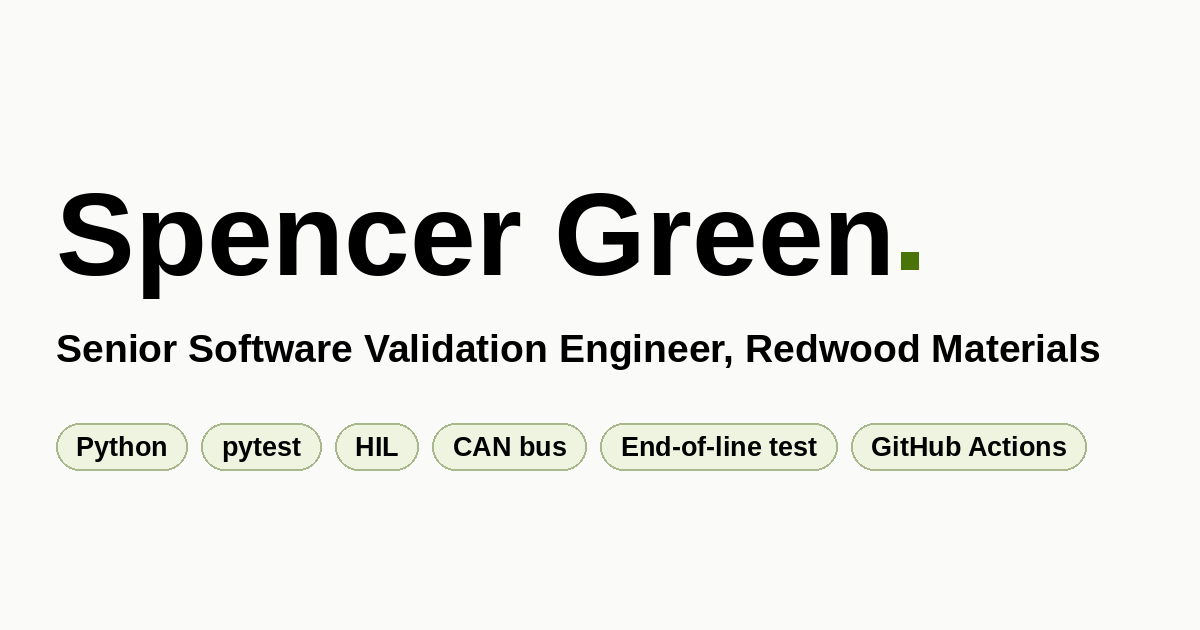 Spencer Green.
Senior Software Validation Engineer, Redwood Materials
Python pytest HIL CAN bus End-of-line test GitHub Actions